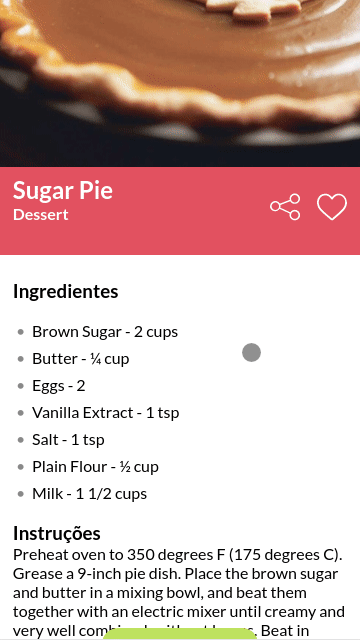 Sugar Pie
Dessert
Ingredientes
Brown Sugar - 2 cups
Butter - ¼ cup
Eggs - 2
Vanilla Extract - 1 tsp
Salt - 1 tsp
Plain Flour - ½ cup
Milk - 1 1/2 cups
Instruções
Preheat oven to 350 degrees F (175 degrees C).
Grease a 9-inch pie dish. Place the brown sugar
and butter in a mixing bowl, and beat them
together with an electric mixer until creamy and
very well Beat in